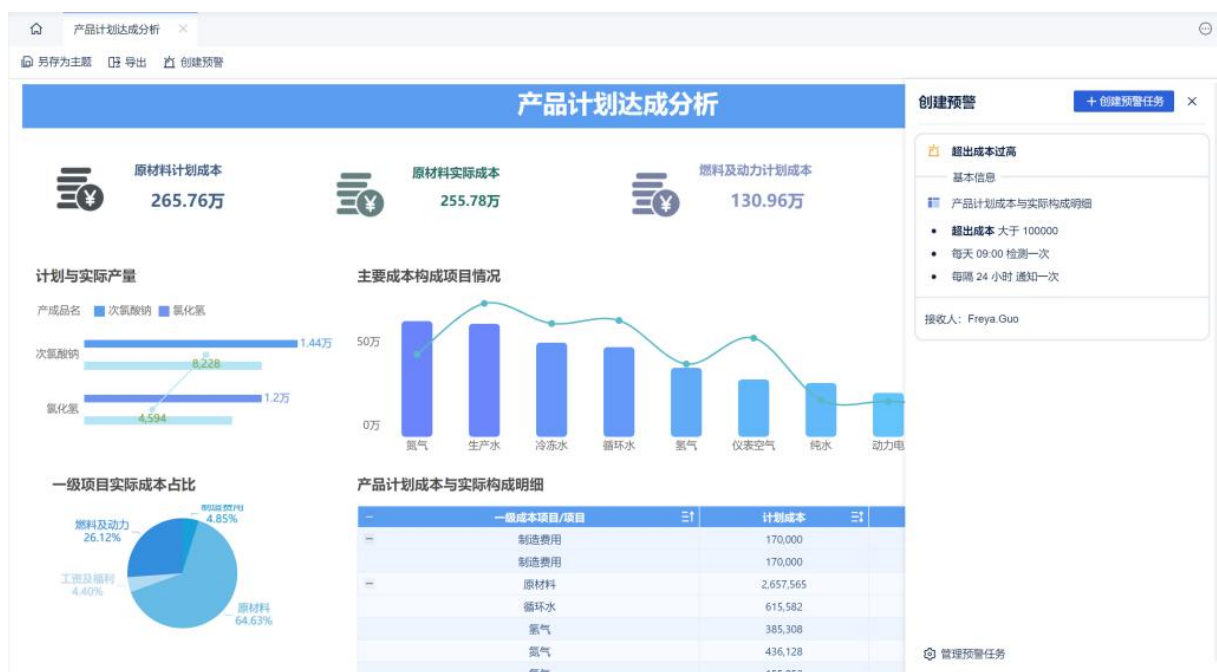 产品计划达成分析
另存为主题 导出 创建预警
产品计划达成分析
原材料计划成本
265.76万
原材料实际成本
255.78万
燃料及动力计划成本
130.96万
计划与实际产量
产成品名 次氯酸钠 氯化氢
次氯酸钠
1.44万
8,228
氯化氢
1.2万
4,594
主要成本构成项目情况
50万
0万
氮气 生产水 冷冻水 循环水 氢气 仪表空气 纯水 动力电
一级项目实际成本占比
制造费用
4.85%
燃料及动力
26.12%
工资及福利
4.40%
原材料
64.63%
产品计划成本与实际构成明细
一级成本项目/项目 计划成本
制造费用 170,000
制造费用 170,000
原材料 2,657,565
循环水 615,582
氢气 385,308
氮气 436,128
创建预警 + 创建预警任务
超出成本过高
基本信息
产品计划成本与实际构成明细
• 超出成本 大于 100000
• 每天 09:00 检测一次
• 每隔 24 小时 通知一次
接收人：Freya.Guo
管理预警任务